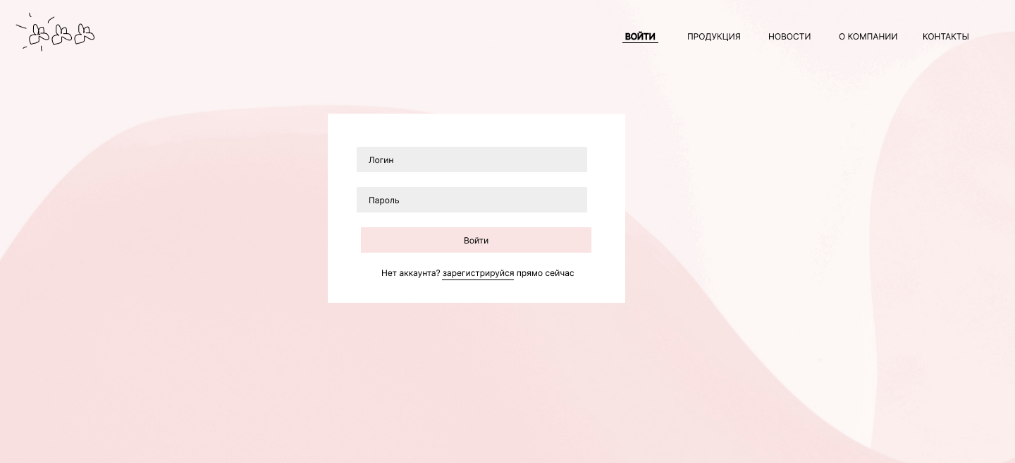 ВОЙТИ ПРОДУКЦИЯ НОВОСТИ О КОМПАНИИ КОНТАКТЫ
Логин
Пароль
Войти
Нет аккаунта? зарегистрируйся прямо сейчас